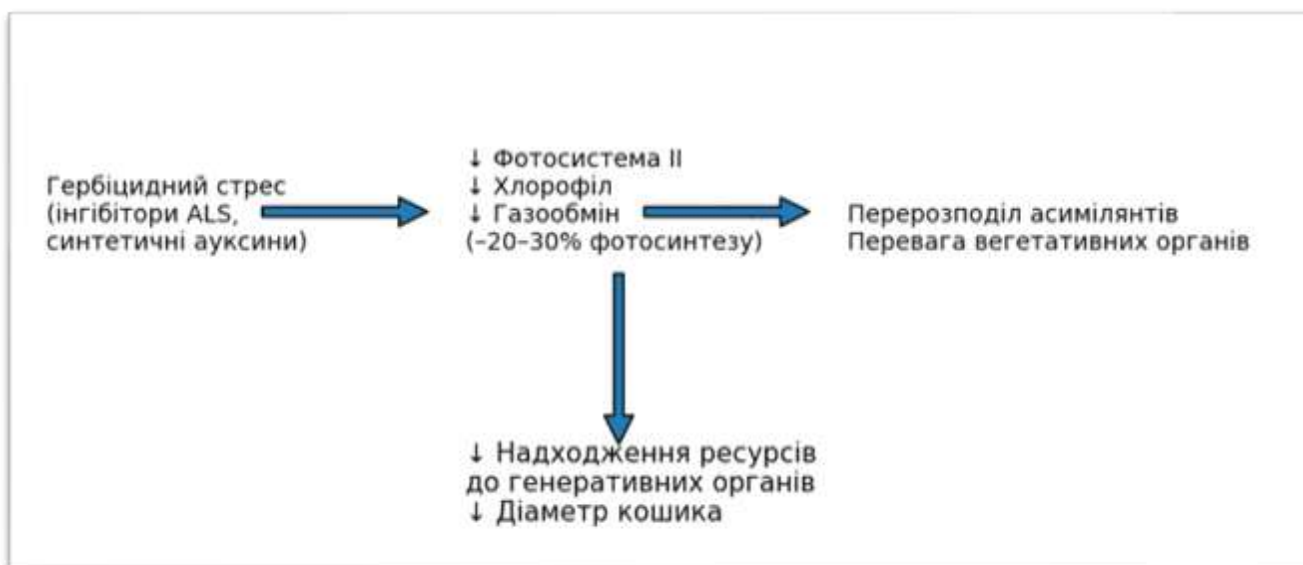 Гербіцидний стрес
(інгібітори ALS,
синтетичні ауксини)
↓ Фотосистема II
↓ Хлорофіл
↓ Газообмін
(–20–30% фотосинтезу)
Перерозподіл асимілянтів
Перевага вегетативних органів
↓ Надходження ресурсів
до генеративних органів
↓ Діаметр кошика